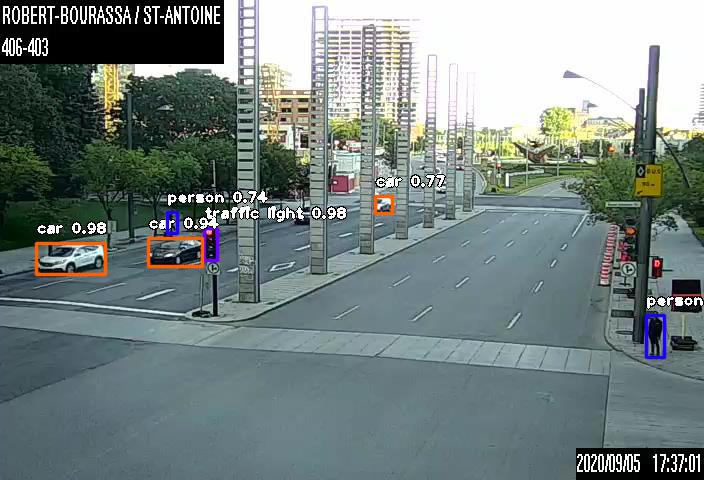 ROBERT-BOURASSA / ST-ANTOINE
406-403
person 0.74
car 0.77
car 0.98
car 0.94
traffic light 0.98
BUS
person
2020/09/05 17:37:01